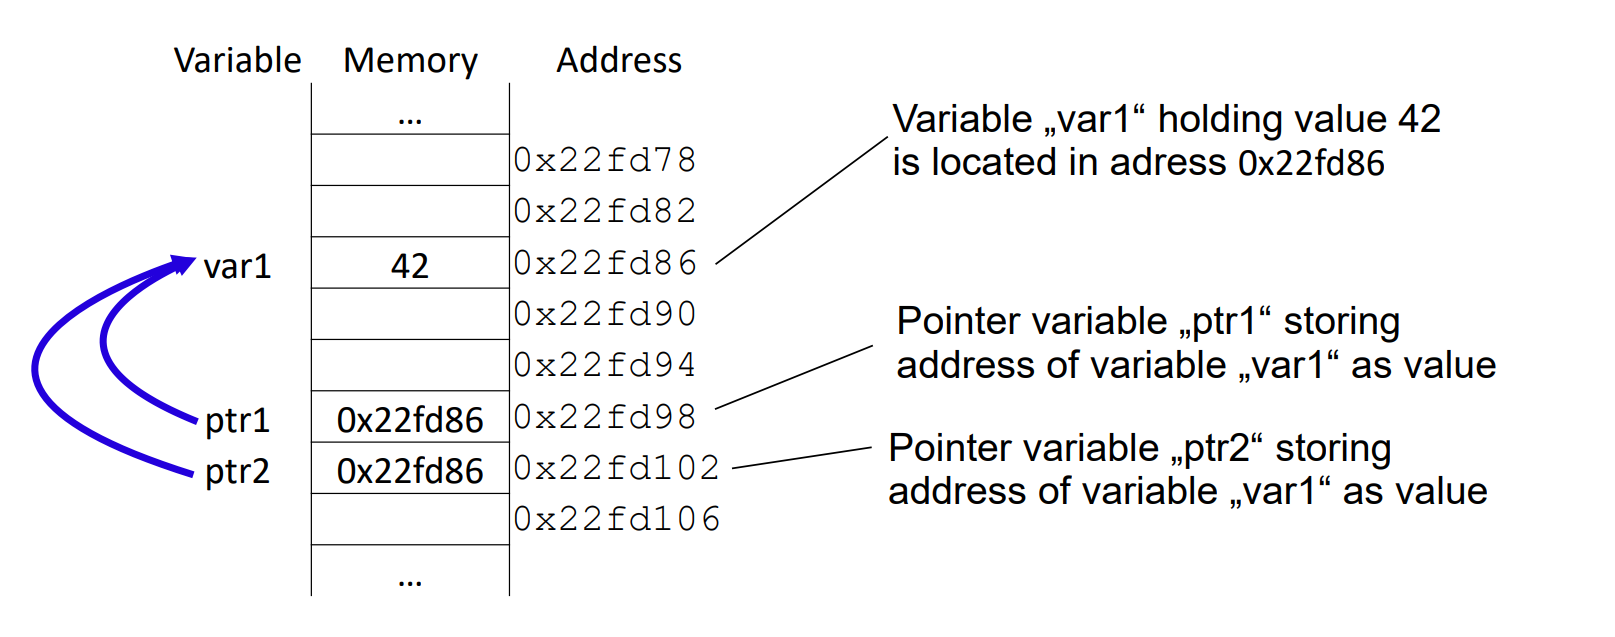 Variable Memory Address
...
0x22fd78
0x22fd82
var1 42 0x22fd86
0x22fd90
0x22fd94
ptr1 0x22fd86 0x22fd98
ptr2 0x22fd86 0x22fd102
0x22fd106
...
Variable „var1“ holding value 42
is located in adress 0x22fd86
Pointer variable „ptr1“ storing
address of variable „var1“ as value
Pointer variable „ptr2“ storing
address of variable „var1“ as value